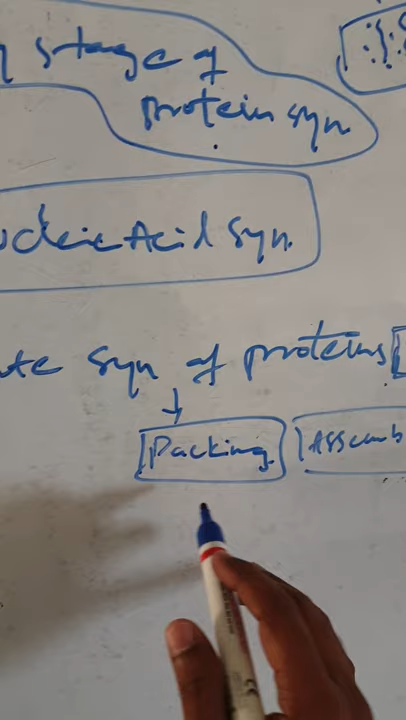 stage of
protein syn
ucleic Acid Syn.
te Syn of proteins
Packing
Assemb